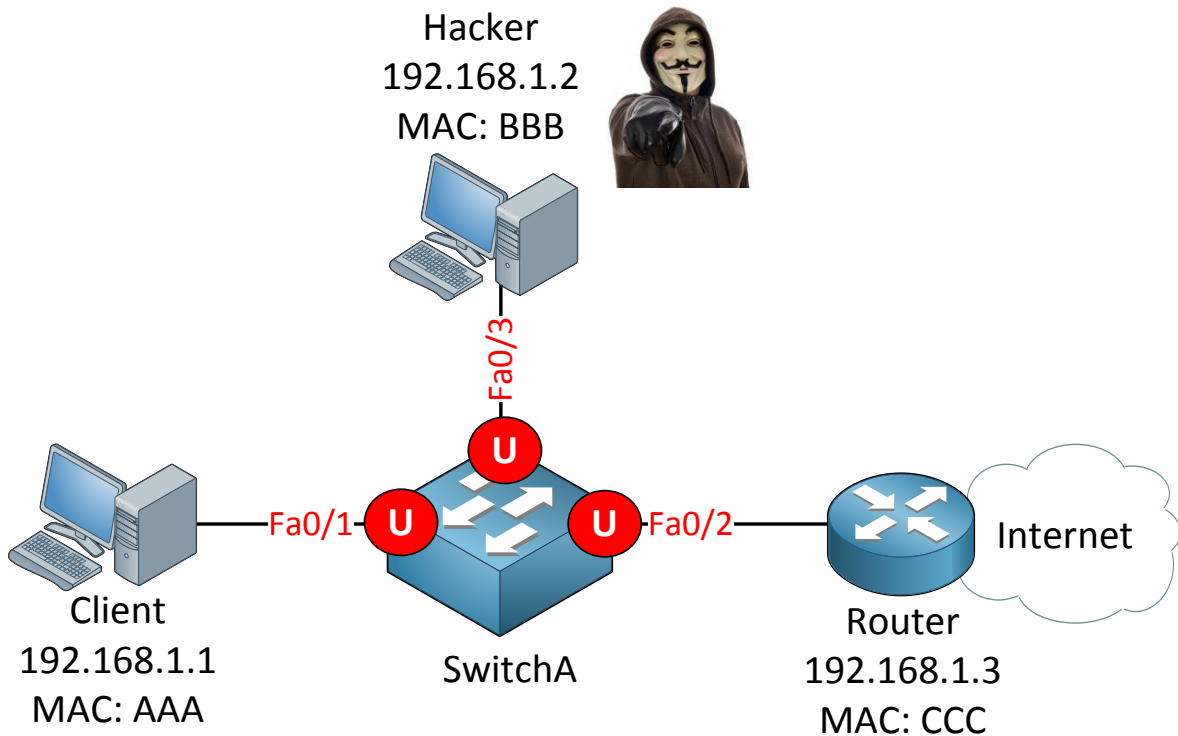 Hacker
192.168.1.2
MAC: BBB
Fa0/3
U
U
U
Fa0/1
Fa0/2
Internet
Client
192.168.1.1
MAC: AAA
SwitchA
Router
192.168.1.3
MAC: CCC